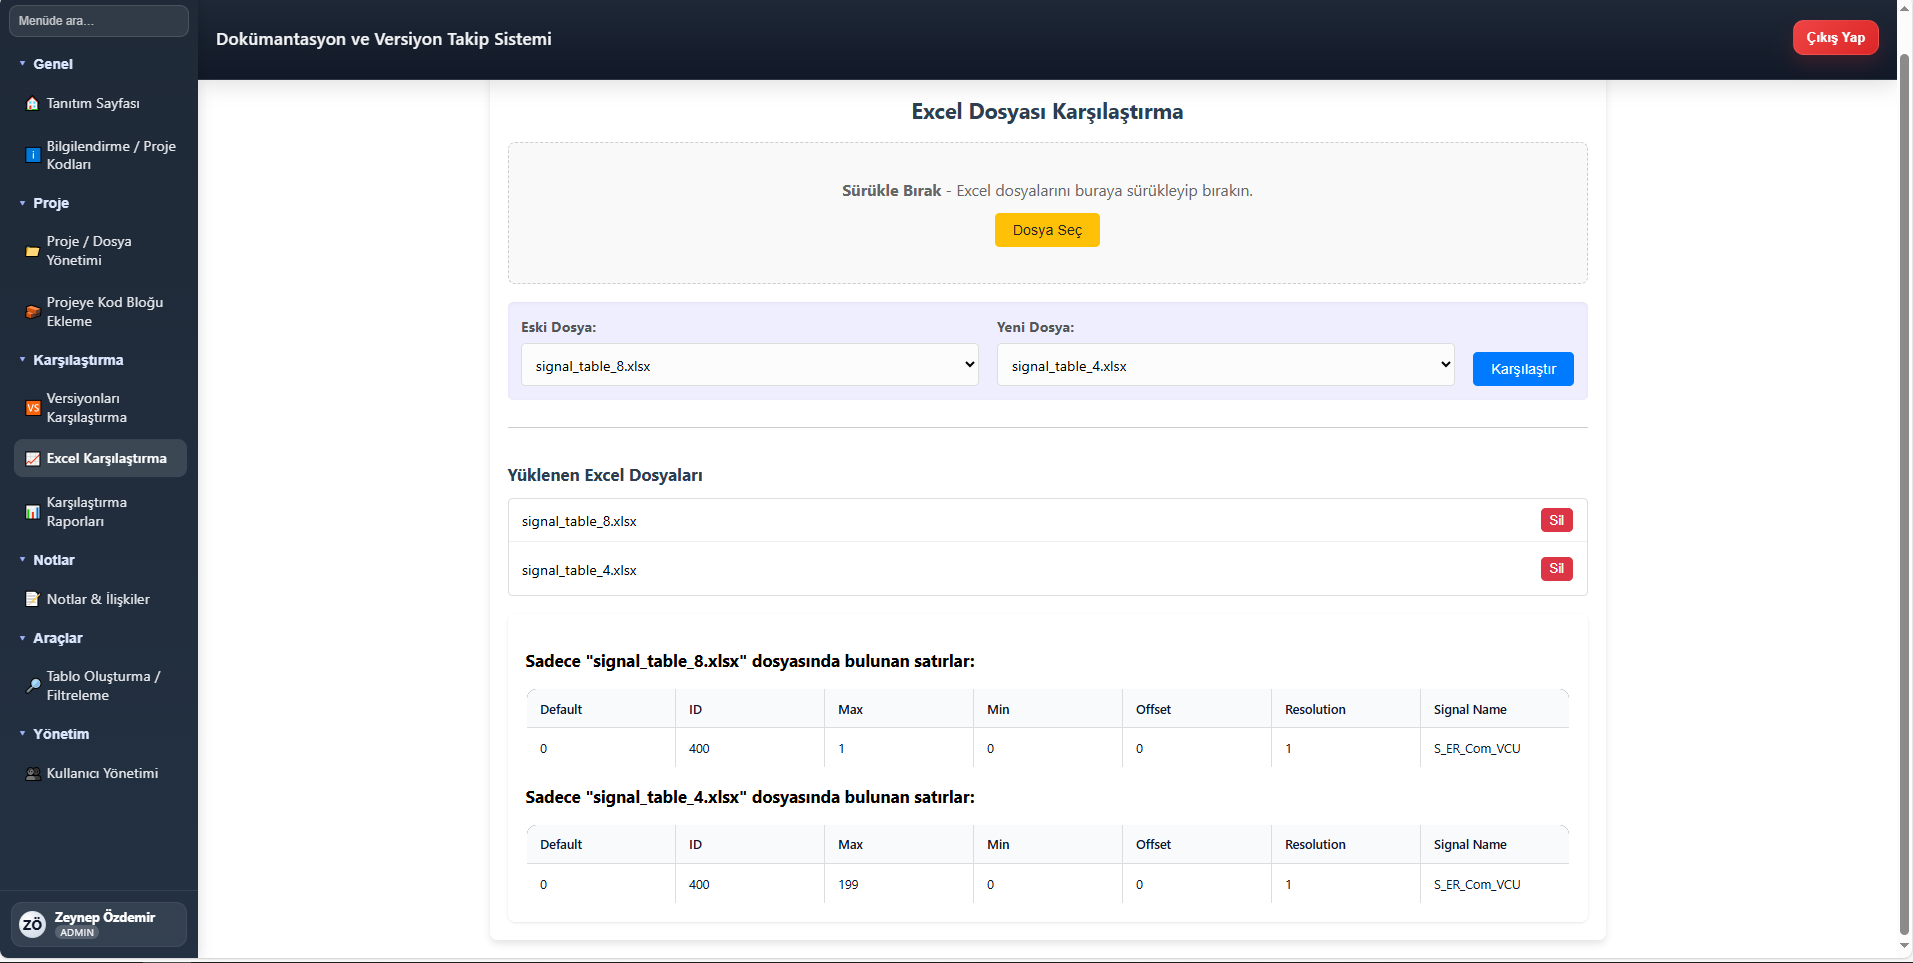 Menüde ara...
Dokümantasyon ve Versiyon Takip Sistemi
Çıkış Yap
Genel
Tanıtım Sayfası
Bilgilendirme / Proje
Kodları
Proje
Proje / Dosya
Yönetimi
Projeye Kod Bloğu
Ekleme
Karşılaştırma
VS
Versiyonları
Karşılaştırma
Excel Karşılaştırma
Karşılaştırma
Raporları
Notlar
Notlar & İlişkiler
Araçlar
Tablo Oluşturma /
Filtreleme
Yönetim
Kullanıcı Yönetimi
ZÖ
Zeynep Özdemir
ADMIN
Excel Dosyası Karşılaştırma
Sürükle Bırak - Excel dosyalarını buraya sürükleyip bırakın.
Dosya Seç
Eski Dosya:
signal_table_8.xlsx
Yeni Dosya:
signal_table_4.xlsx
Karşılaştır
Yüklenen Excel Dosyaları
signal_table_8.xlsx Sil
signal_table_4.xlsx Sil
Sadece "signal_table_8.xlsx" dosyasında bulunan satırlar:
Default ID Max Min Offset Resolution Signal Name
0 400 1 0 0 1 S_ER_Com_VCU
Sadece "signal_table_4.xlsx" dosyasında bulunan satırlar:
Default ID Max Min Offset Resolution Signal Name
0 400 199 0 0 1 S_ER_Com_VCU